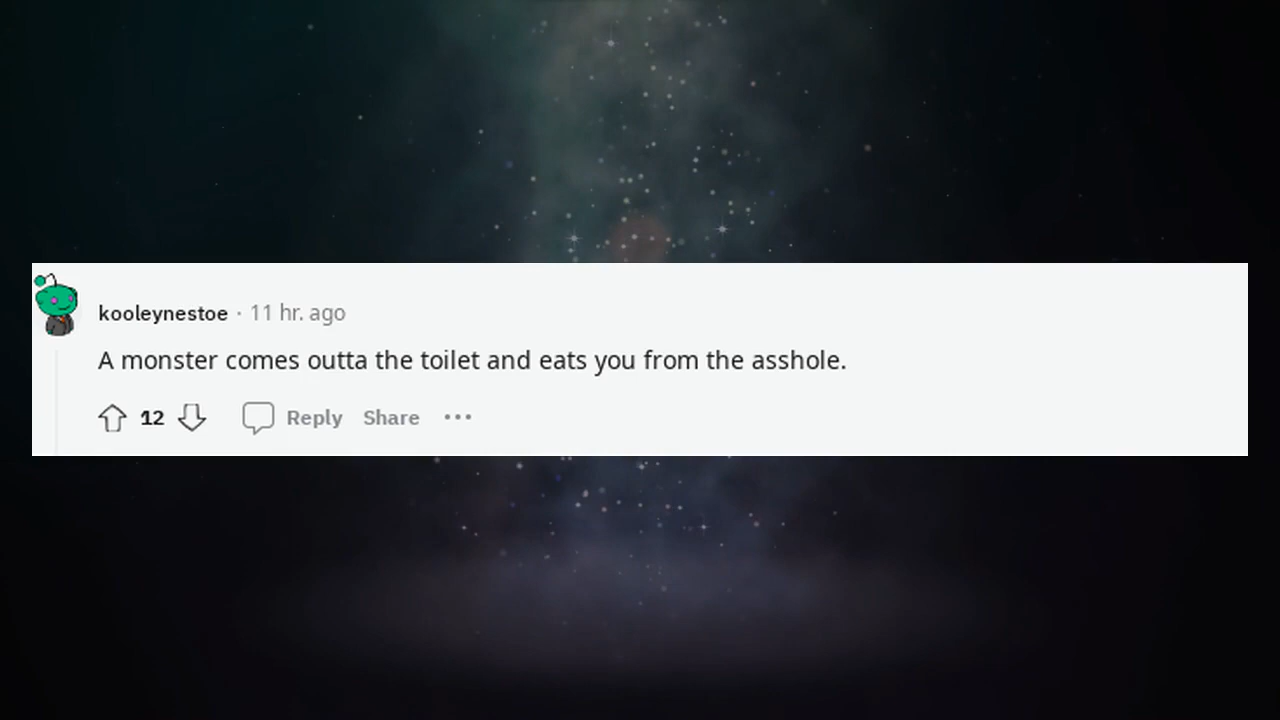 kooleynestoe · 11 hr. ago
A monster comes outta the toilet and eats you from the asshole.
12 Reply Share ···